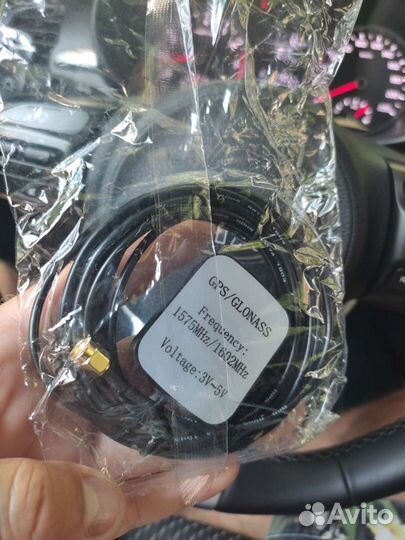 GPS/GLONASS
Frequency:
1575MHz/1602MHz
Voltage:3V-5V
Avito